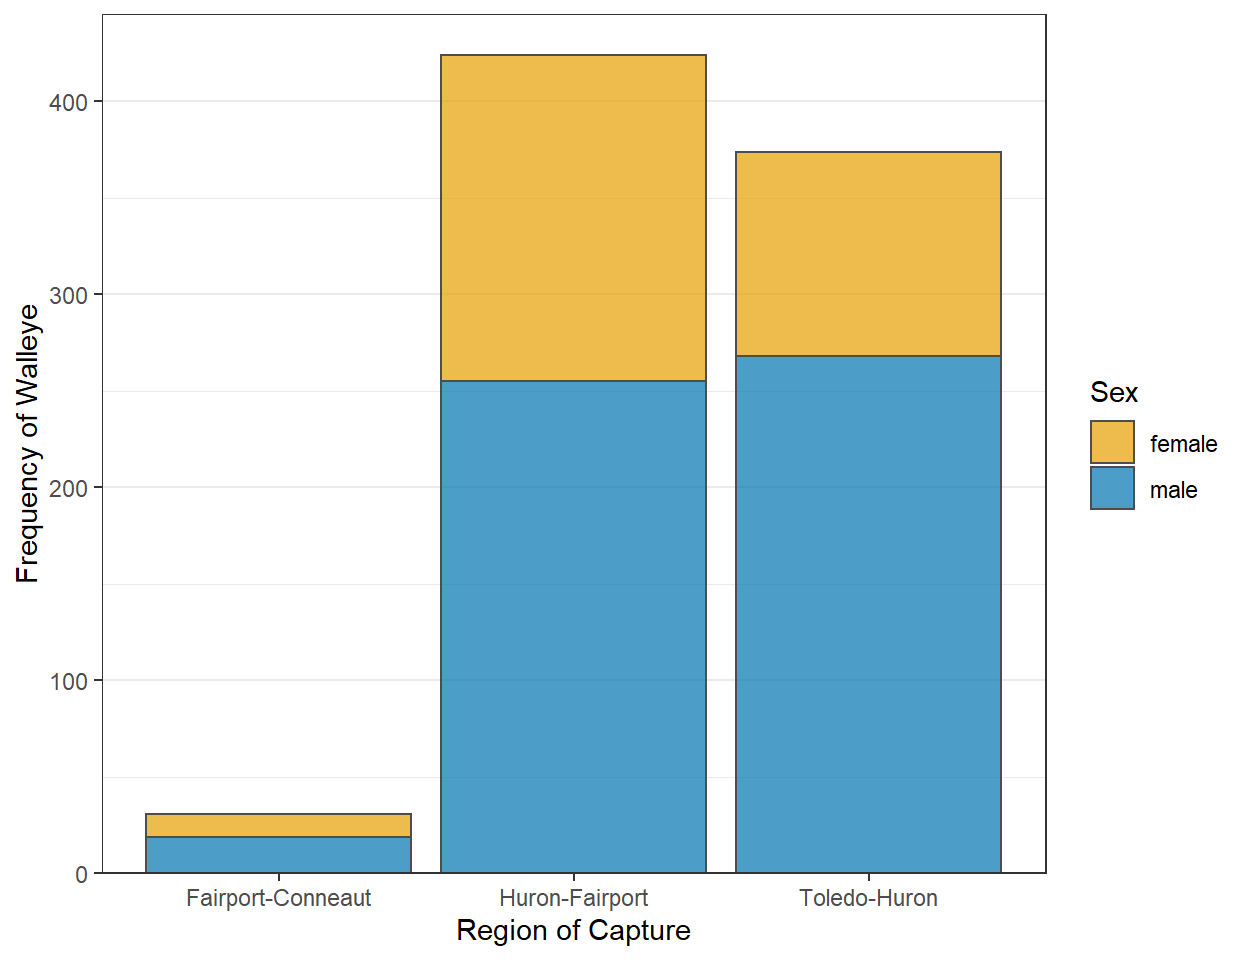 Frequency of Walleye
400
300
200
100
0
Fairport-Conneaut
Huron-Fairport
Toledo-Huron
Region of Capture
Sex
female
male